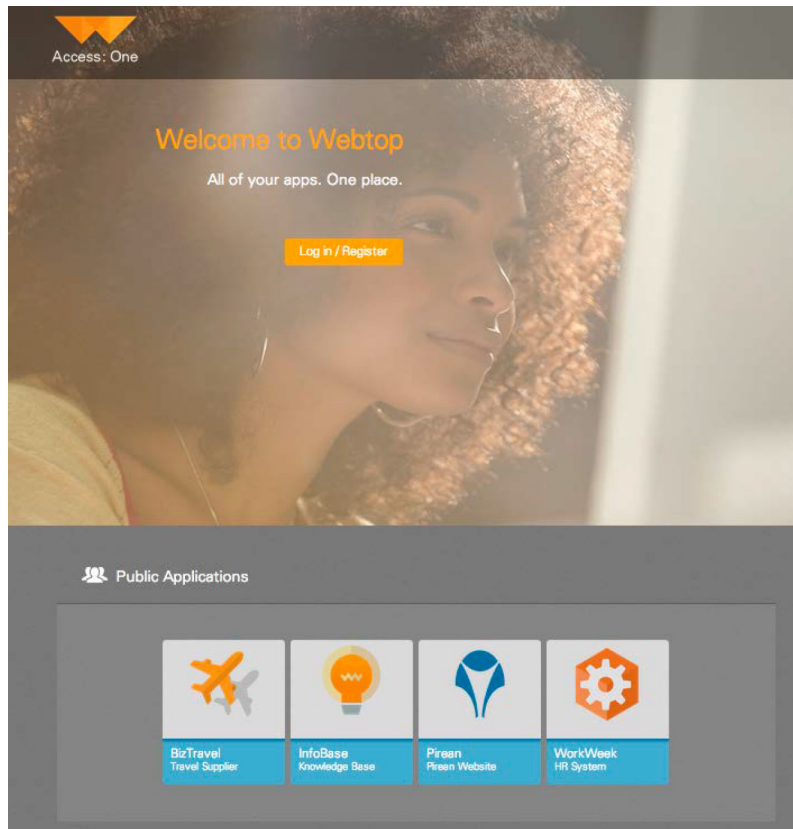 Access: One
Welcome to Webtop
All of your apps. One place.
Log in / Register
Public Applications
BizTravel
Travel Supplier
InfoBase
Knowledge Base
Pirean
Pirean Website
WorkWeek
HR System